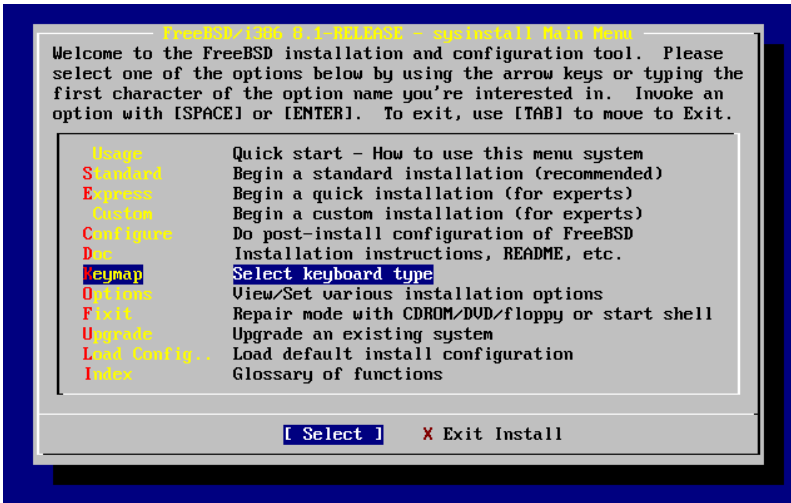 FreeBSD/i386 8.1-RELEASE - sysinstall Main Menu
Welcome to the FreeBSD installation and configuration tool.  Please
select one of the options below by using the arrow keys or typing the
first character of the option name you're interested in.  Invoke an
option with [SPACE] or [ENTER].  To exit, use [TAB] to move to Exit.
Usage Quick start - How to use this menu system
Standard Begin a standard installation (recommended)
Express Begin a quick installation (for experts)
Custom Begin a custom installation (for experts)
Configure Do post-install configuration of FreeBSD
Doc Installation instructions, README, etc.
Keymap Select keyboard type
Options View/Set various installation options
Fixit Repair mode with CDROM/DVD/floppy or start shell
Upgrade Upgrade an existing system
Load Config.. Load default install configuration
Index Glossary of functions
[ Select ] X Exit Install